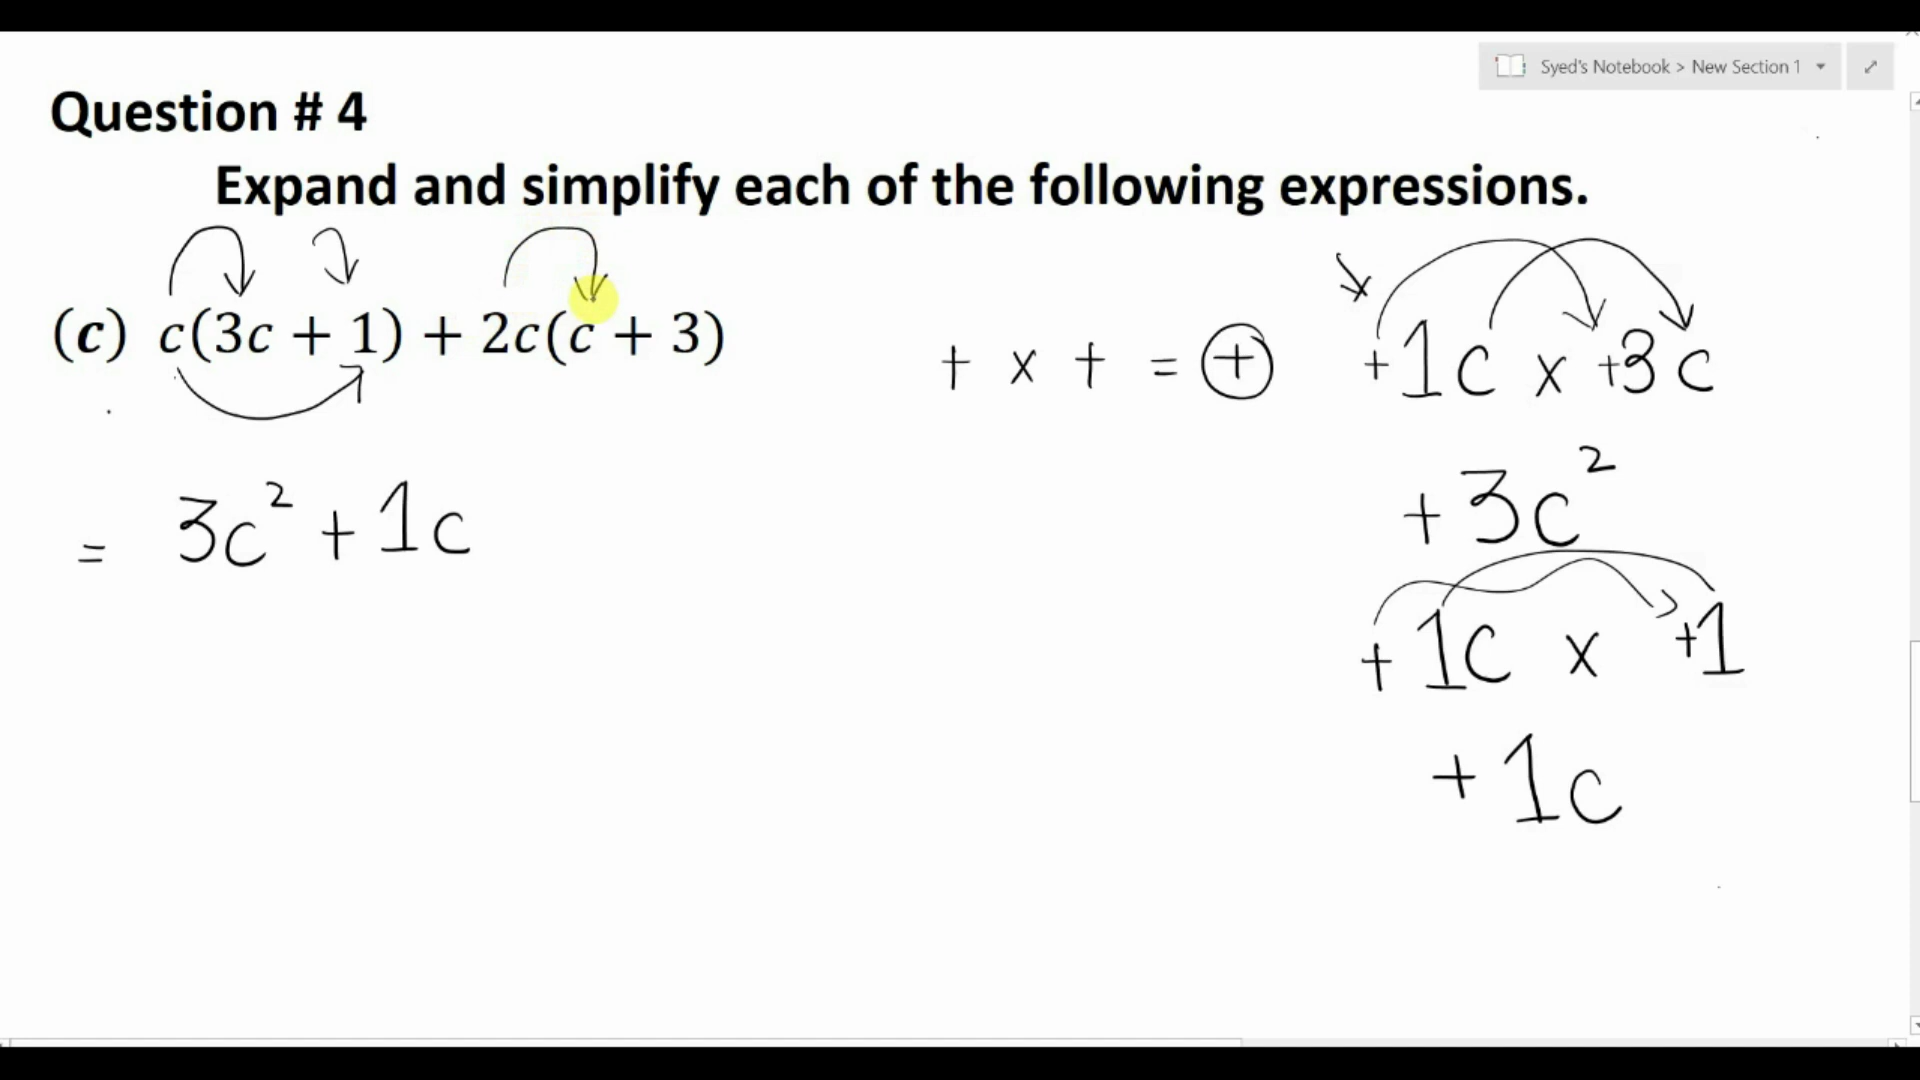 Syed's Notebook > New Section 1
Question # 4
Expand and simplify each of the following expressions.
(c) c(3c + 1) + 2c(c + 3)
+ x + = +
+1c x +3c
+3c²
= 3c² + 1c
+1c x +1
+1c